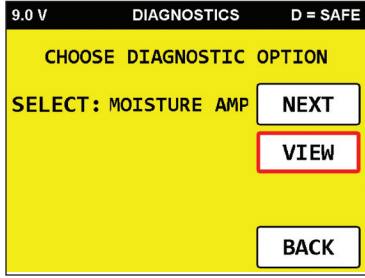 9.0 V DIAGNOSTICS D = SAFE
CHOOSE DIAGNOSTIC OPTION
SELECT: MOISTURE AMP NEXT
VIEW
BACK